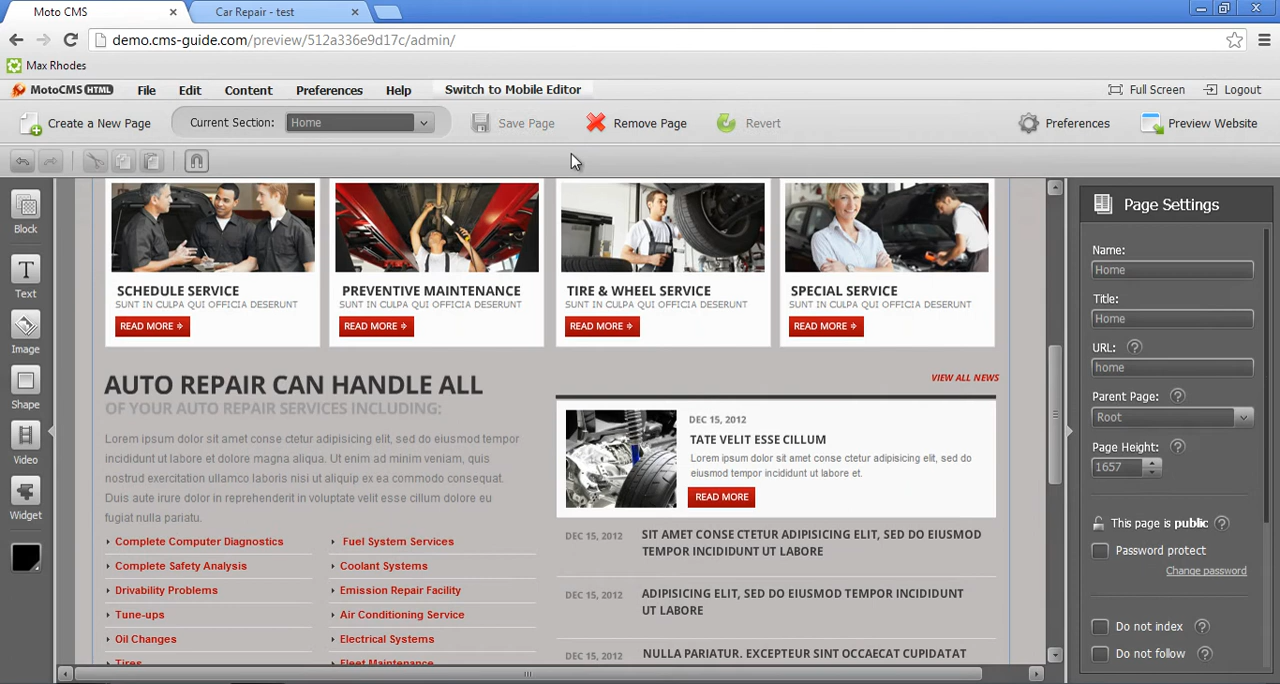 Moto CMS
Car Repair - test
demo.cms-guide.com/preview/512a336e9d17c/admin/
Max Rhodes
MotoCMS HTML File Edit Content Preferences Help Switch to Mobile Editor Full Screen Logout
Create a New Page Current Section: Home Save Page Remove Page Revert Preferences Preview Website
Block
Text
Image
Shape
Video
Widget
SCHEDULE SERVICE
SUNT IN CULPA QUI OFFICIA DESERUNT
READ MORE
PREVENTIVE MAINTENANCE
SUNT IN CULPA QUI OFFICIA DESERUNT
READ MORE
TIRE & WHEEL SERVICE
SUNT IN CULPA QUI OFFICIA DESERUNT
READ MORE
SPECIAL SERVICE
SUNT IN CULPA QUI OFFICIA DESERUNT
READ MORE
AUTO REPAIR CAN HANDLE ALL
OF YOUR AUTO REPAIR SERVICES INCLUDING:
Lorem ipsum dolor sit amet conse ctetur adipisicing elit, sed do eiusmod tempor
incididunt ut labore et dolore magna aliqua. Ut enim ad minim veniam, quis
nostrud exercitation ullamco laboris nisi ut aliquip ex ea commodo consequat.
Duis aute irure dolor in reprehenderit in voluptate velit esse cillum dolore eu
fugiat nulla pariatu.
Complete Computer Diagnostics
Complete Safety Analysis
Drivability Problems
Tune-ups
Oil Changes
Tires
Fuel System Services
Coolant Systems
Emission Repair Facility
Air Conditioning Service
Electrical Systems
Fleet Maintenance
VIEW ALL NEWS
DEC 15, 2012
TATE VELIT ESSE CILLUM
Lorem ipsum dolor sit amet conse ctetur adipisicing elit, sed do
eiusmod tempor incididunt ut labore et.
READ MORE
DEC 15, 2012 SIT AMET CONSE CTETUR ADIPISICING ELIT, SED DO EIUSMOD
TEMPOR INCIDIDUNT UT LABORE
DEC 15, 2012 ADIPISICING ELIT, SED DO EIUSMOD TEMPOR INCIDIDUNT
UT LABORE
DEC 15, 2012 NULLA PARIATUR. EXCEPTEUR SINT OCCAECAT CUPIDATAT
Page Settings
Name:
Home
Title:
Home
URL: ?
home
Parent Page: ?
Root
Page Height: ?
1657
This page is public ?
Password protect
Change password
Do not index ?
Do not follow ?